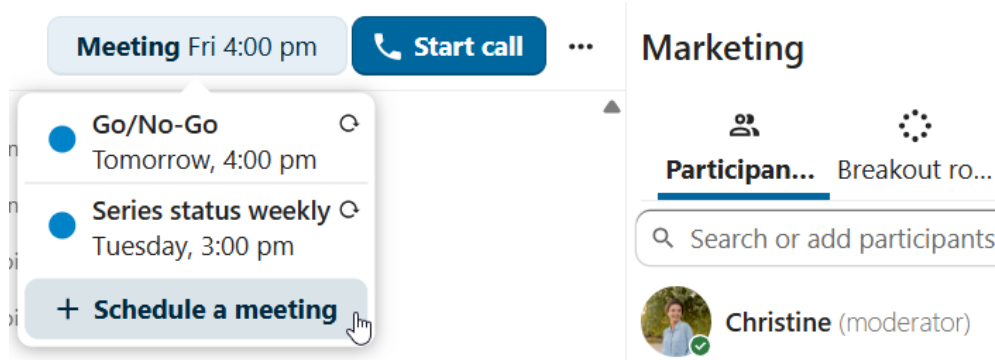 Meeting Fri 4:00 pm
Start call
Marketing
Go/No-Go
Tomorrow, 4:00 pm
Series status weekly
Tuesday, 3:00 pm
+ Schedule a meeting
Participan...
Breakout ro...
Search or add participants
Christine (moderator)